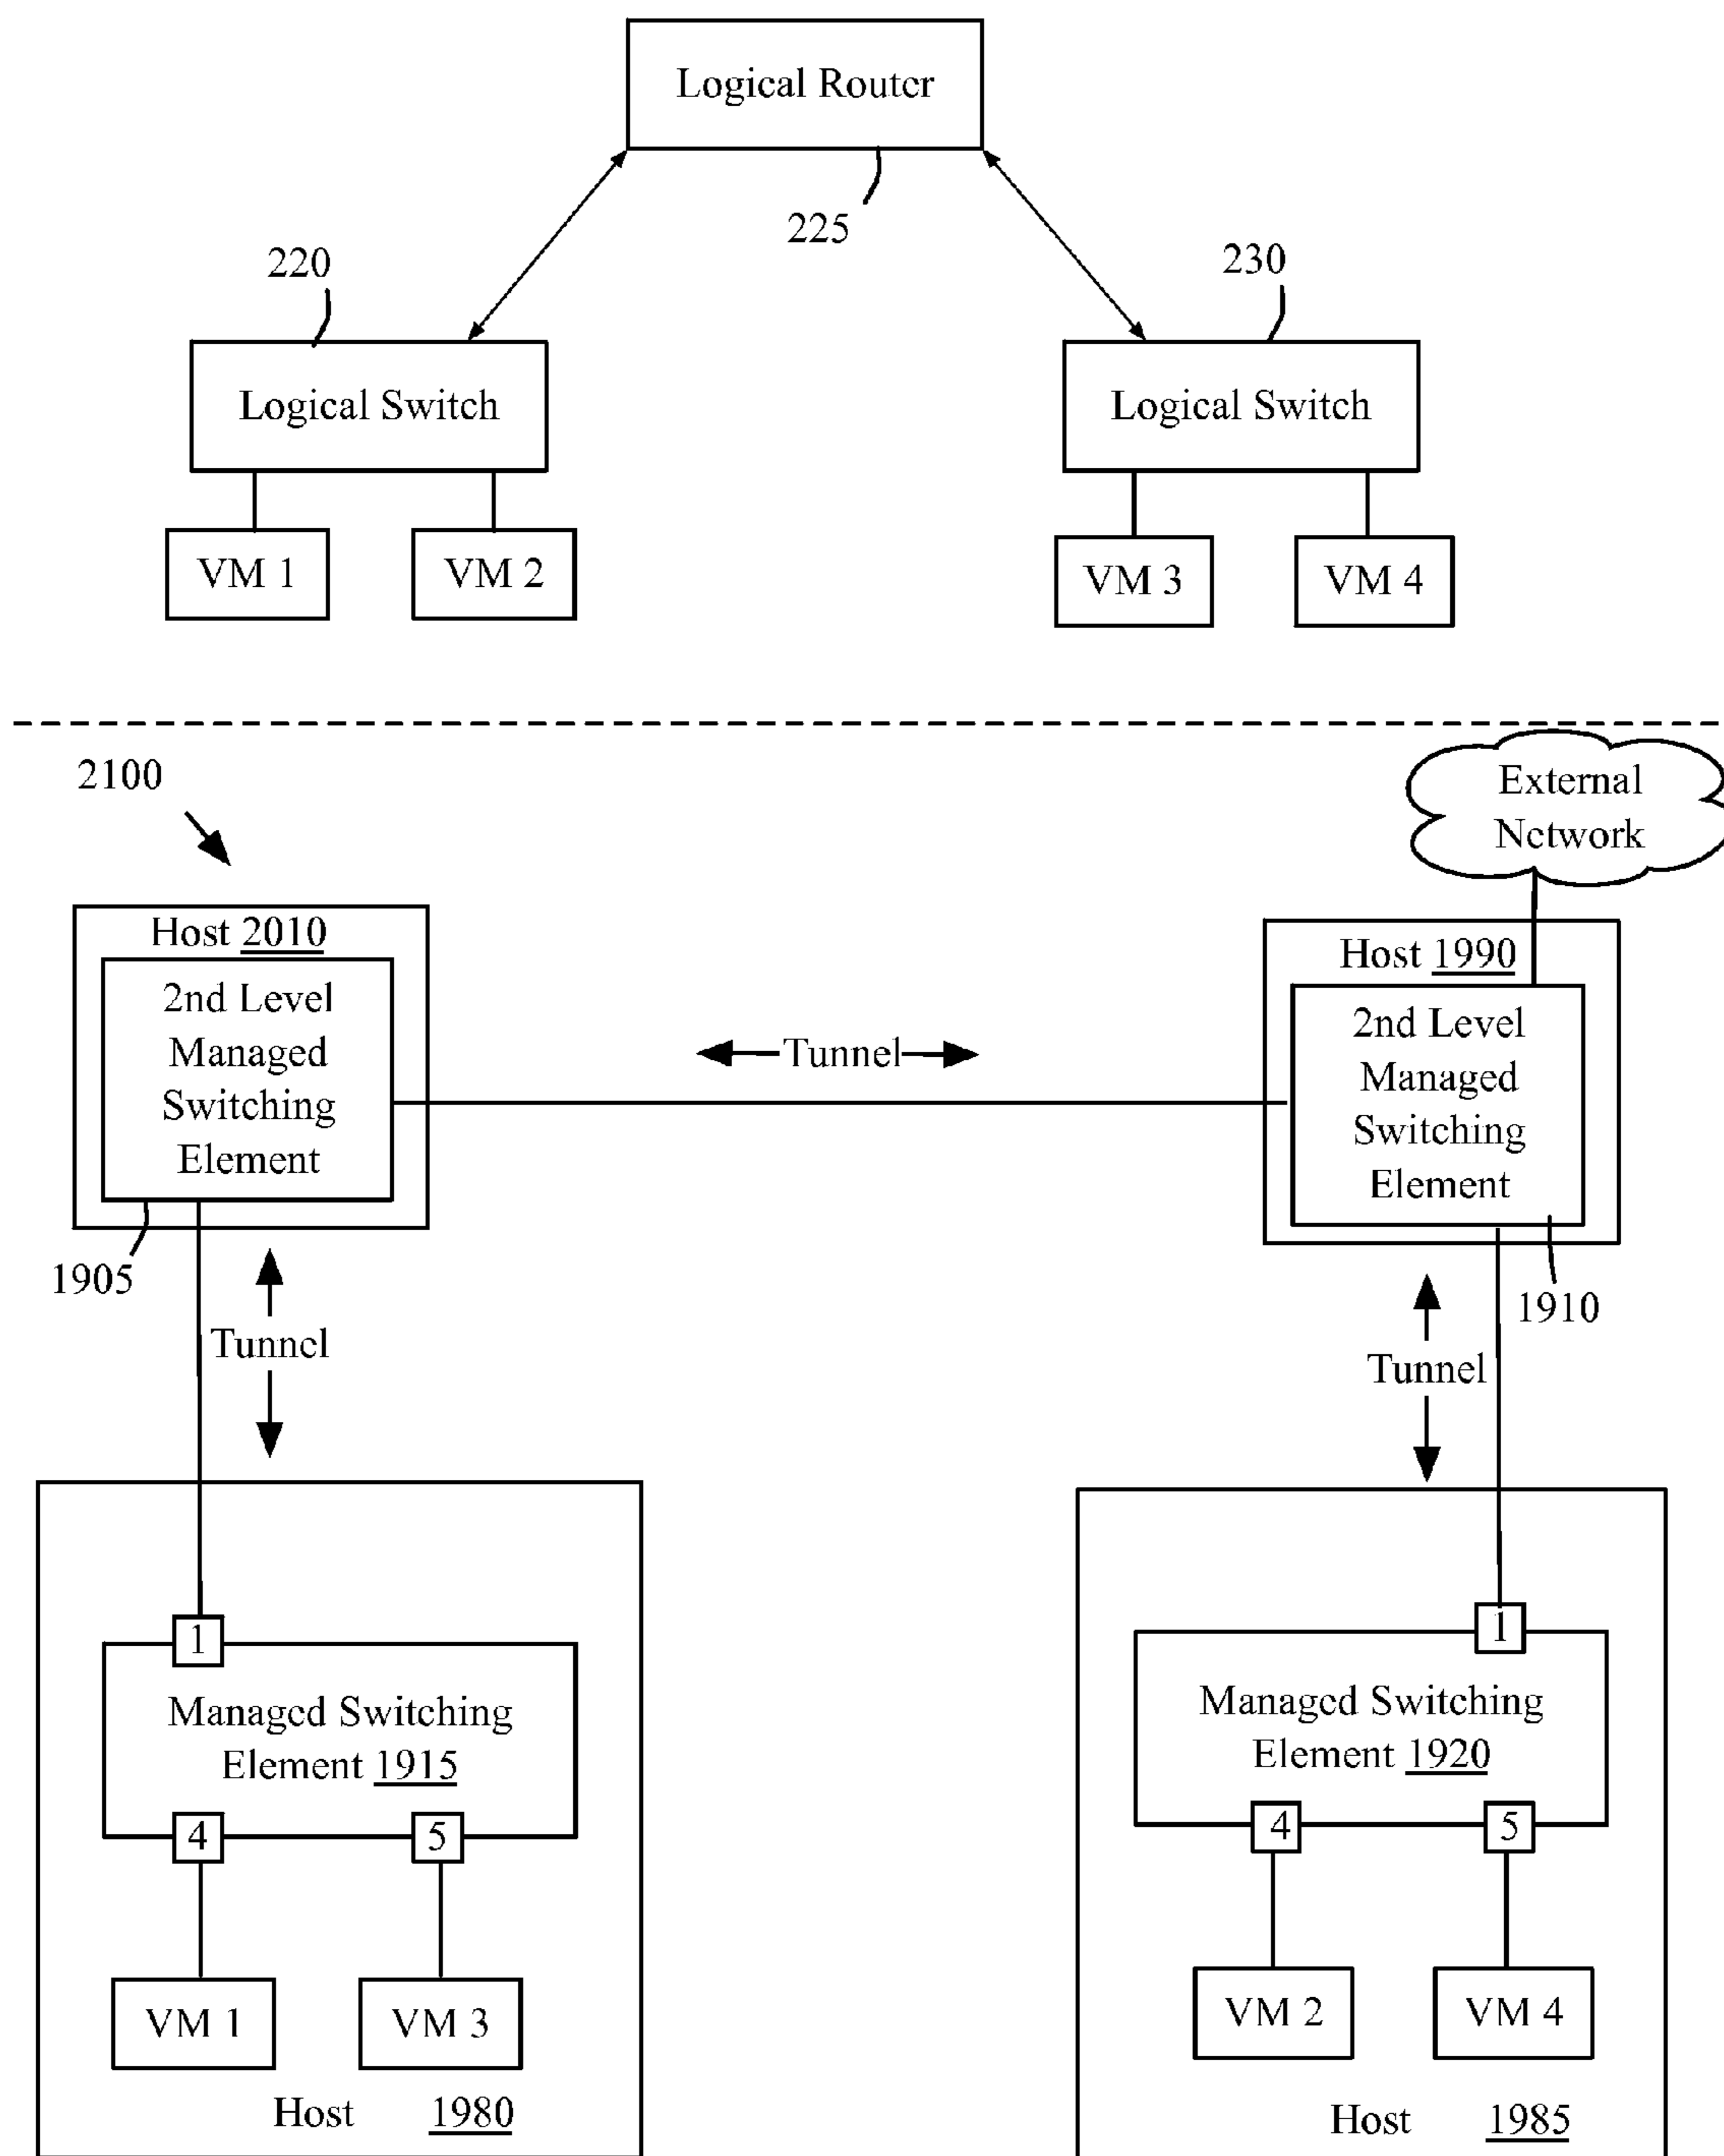 Logical Router
225
220
230
Logical Switch
Logical Switch
VM 1
VM 2
VM 3
VM 4
2100
External
Network
Host 2010
2nd Level
Managed
Switching
Element
1905
Tunnel
Host 1990
2nd Level
Managed
Switching
Element
1910
Tunnel
Tunnel
1
Managed Switching
Element 1915
4
5
VM 1
VM 3
Host 1980
1
Managed Switching
Element 1920
4
5
VM 2
VM 4
Host 1985